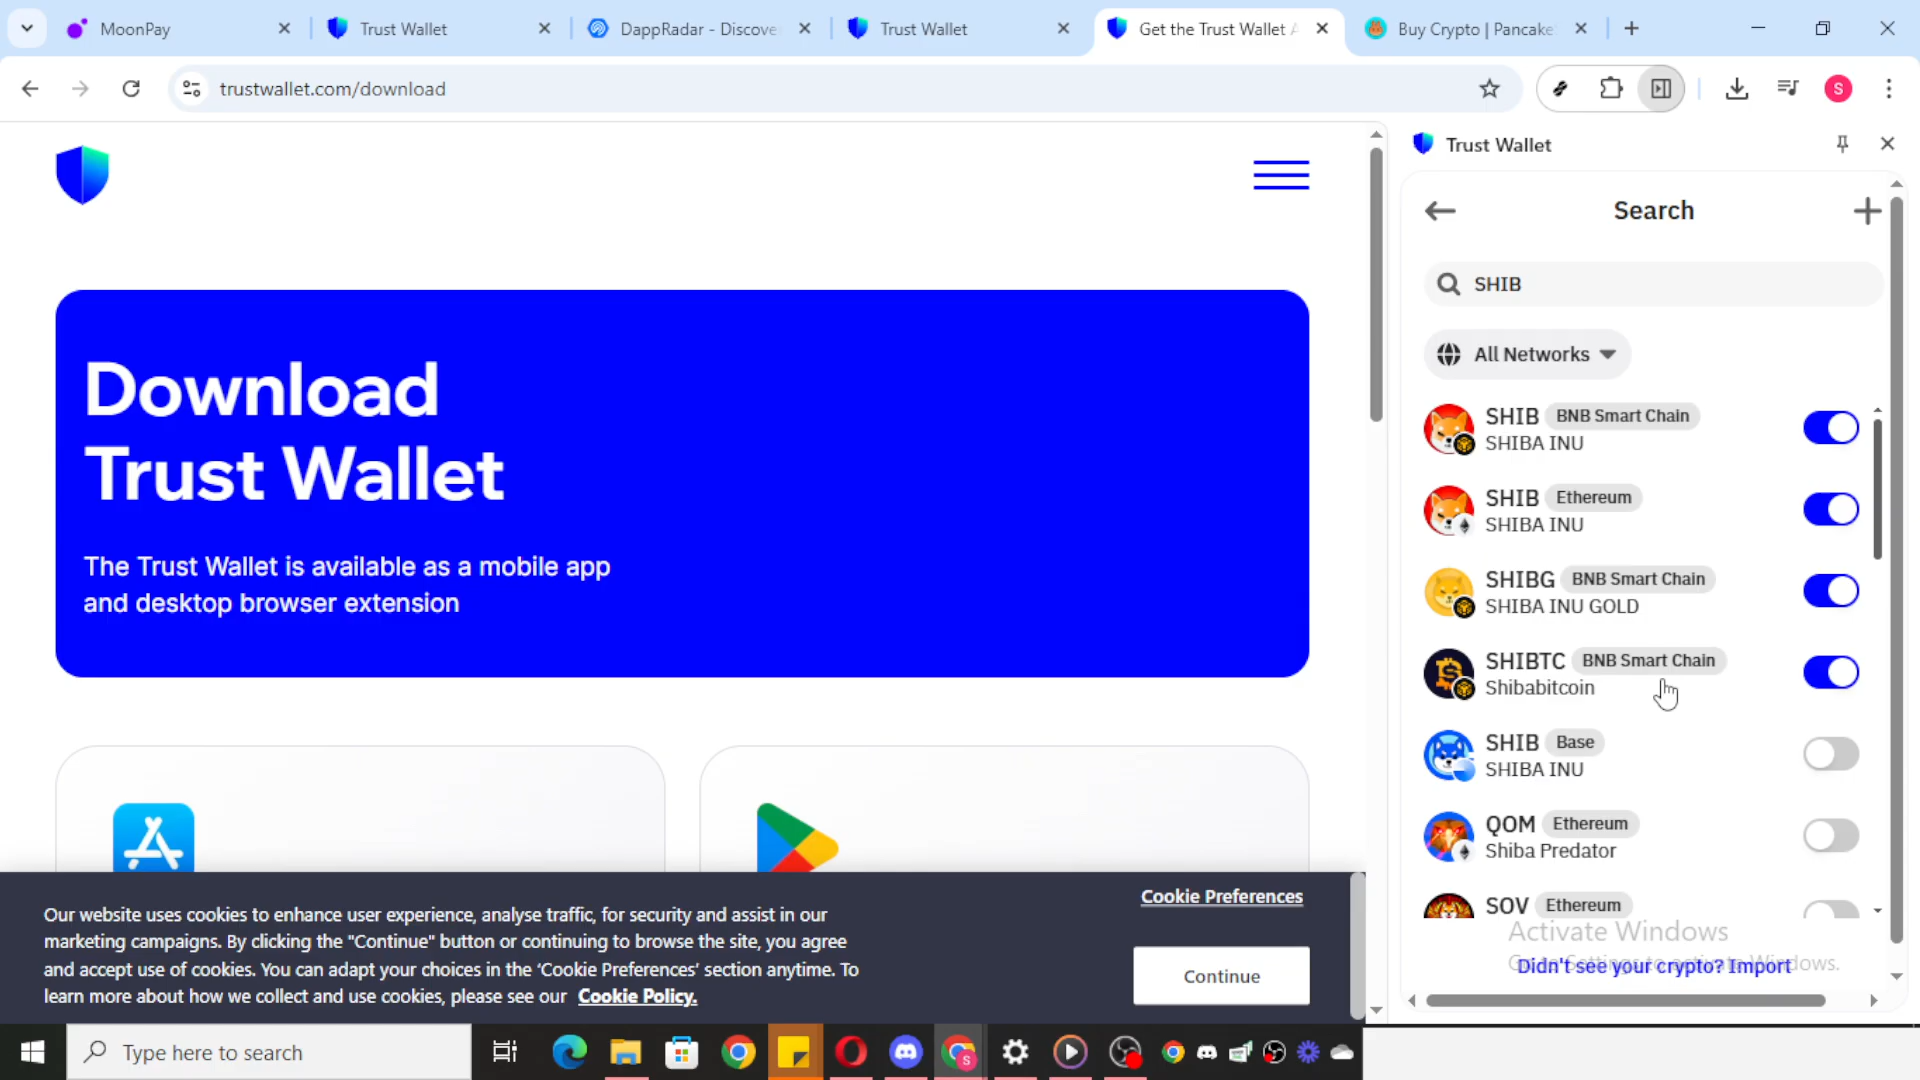 MoonPay
Trust Wallet
DappRadar - Discove
Trust Wallet
Get the Trust Wallet A
Buy Crypto | Pancake
trustwallet.com/download
S
Trust Wallet
Search
SHIB
All Networks
SHIB BNB Smart Chain
SHIBA INU
SHIB Ethereum
SHIBA INU
SHIBG BNB Smart Chain
SHIBA INU GOLD
SHIBTC BNB Smart Chain
Shibabitcoin
SHIB Base
SHIBA INU
QOM Ethereum
Shiba Predator
SOV Ethereum
Didn't see your crypto? Import
Activate Windows
Go to Settings to activate Windows.
Download
Trust Wallet
The Trust Wallet is available as a mobile app
and desktop browser extension
Our website uses cookies to enhance user experience, analyse traffic, for security and assist in our
marketing campaigns. By clicking the "Continue" button or continuing to browse the site, you agree
and accept use of cookies. You can adapt your choices in the 'Cookie Preferences' section anytime. To
learn more about how we collect and use cookies, please see our Cookie Policy.
Cookie Preferences
Continue
Type here to search